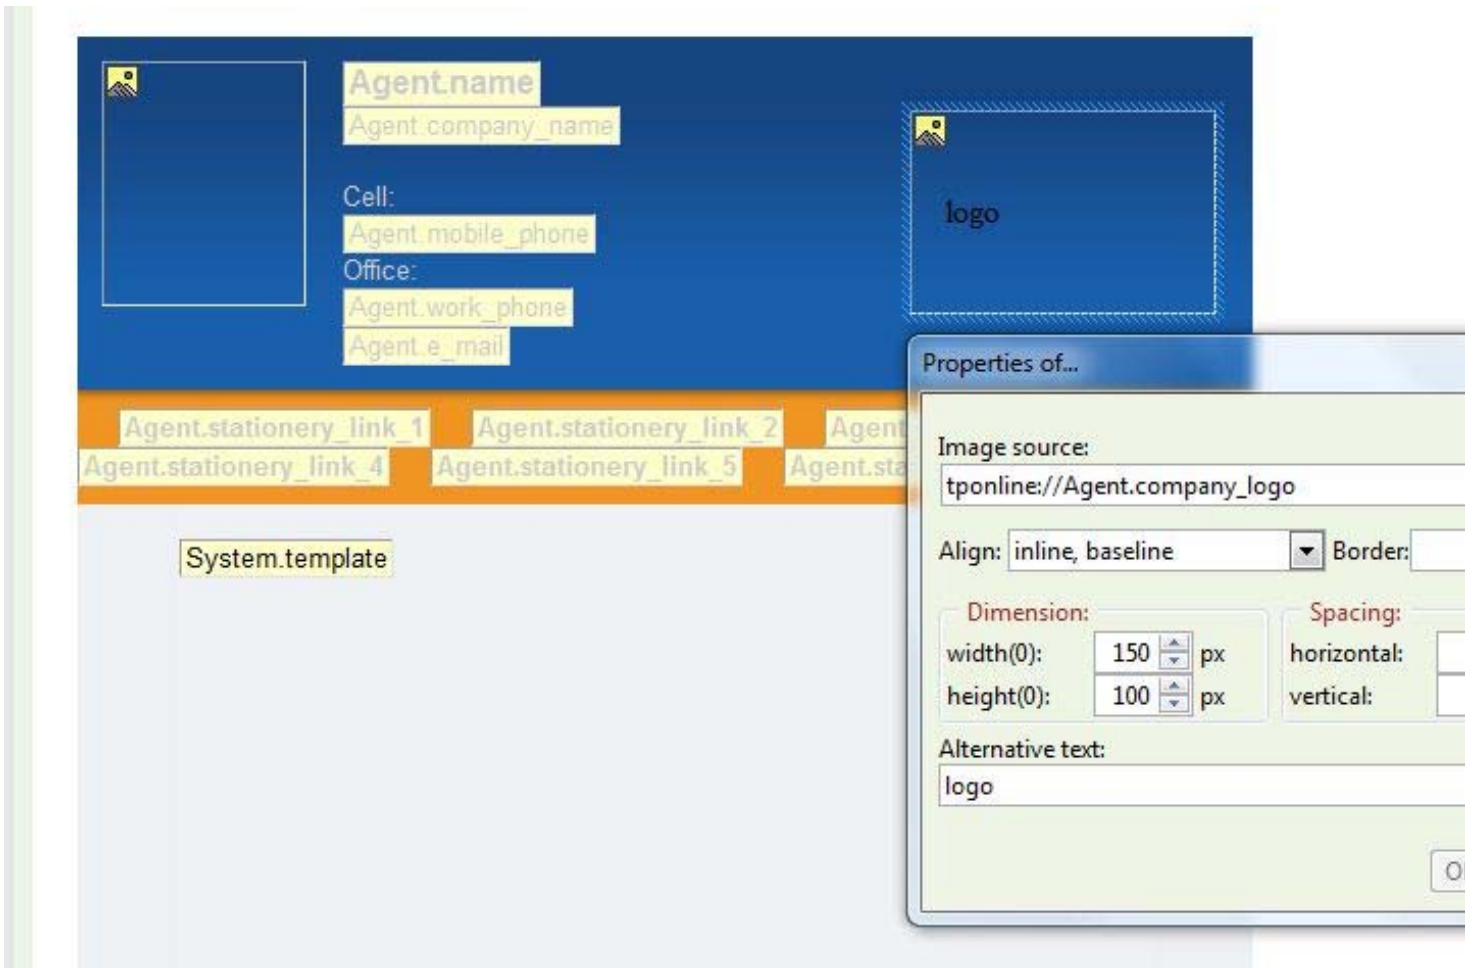 Agent.name
Agent.company_name
Cell:
Agent.mobile_phone
Office:
Agent.work_phone
Agent.e_mail
logo
Agent.stationery_link_1 Agent.stationery_link_2 Agent
Agent.stationery_link_4 Agent.stationery_link_5 Agent.sta
System.template
Properties of...
Image source:
tponline://Agent.company_logo
Align: inline, baseline Border:
Dimension: Spacing:
width(0): 150 px horizontal:
height(0): 100 px vertical:
Alternative text:
logo